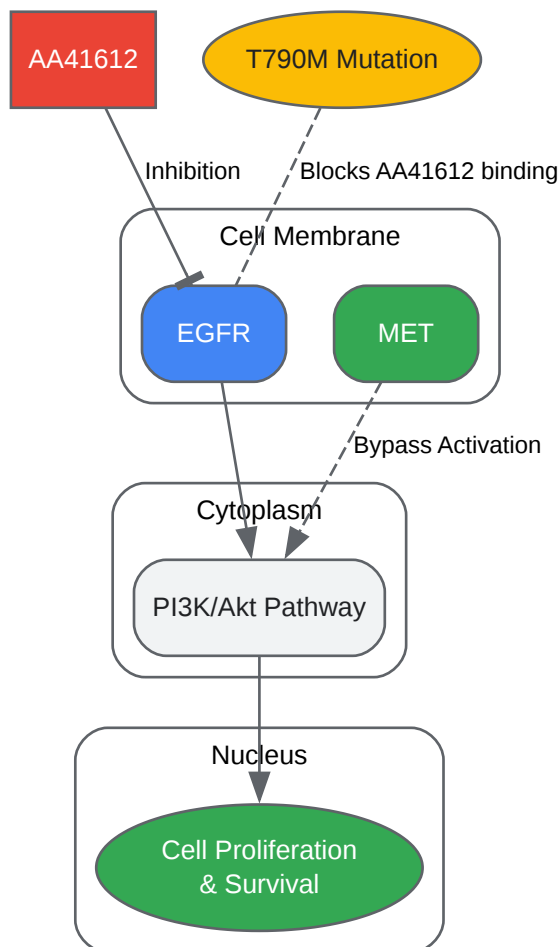 AA41612
T790M Mutation
Inhibition
Blocks AA41612 binding
Cell Membrane
EGFR
MET
Bypass Activation
Cytoplasm
PI3K/Akt Pathway
Nucleus
Cell Proliferation
& Survival